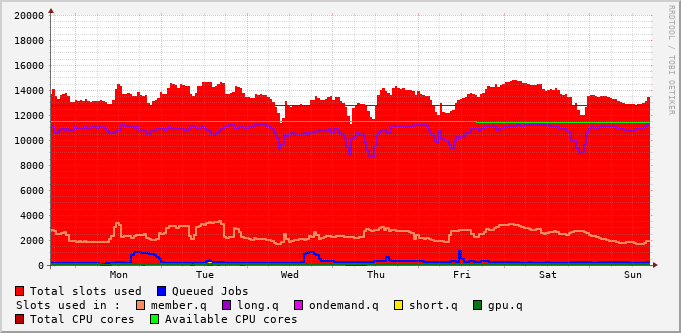 20000
18000
16000
14000
12000
10000
8000
6000
4000
2000
0
Mon Tue Wed Thu Fri Sat Sun
RRDTOOL / TOBI OETIKER
Total slots used Queued Jobs
Slots used in : member.q long.q ondemand.q short.q gpu.q
Total CPU cores Available CPU cores